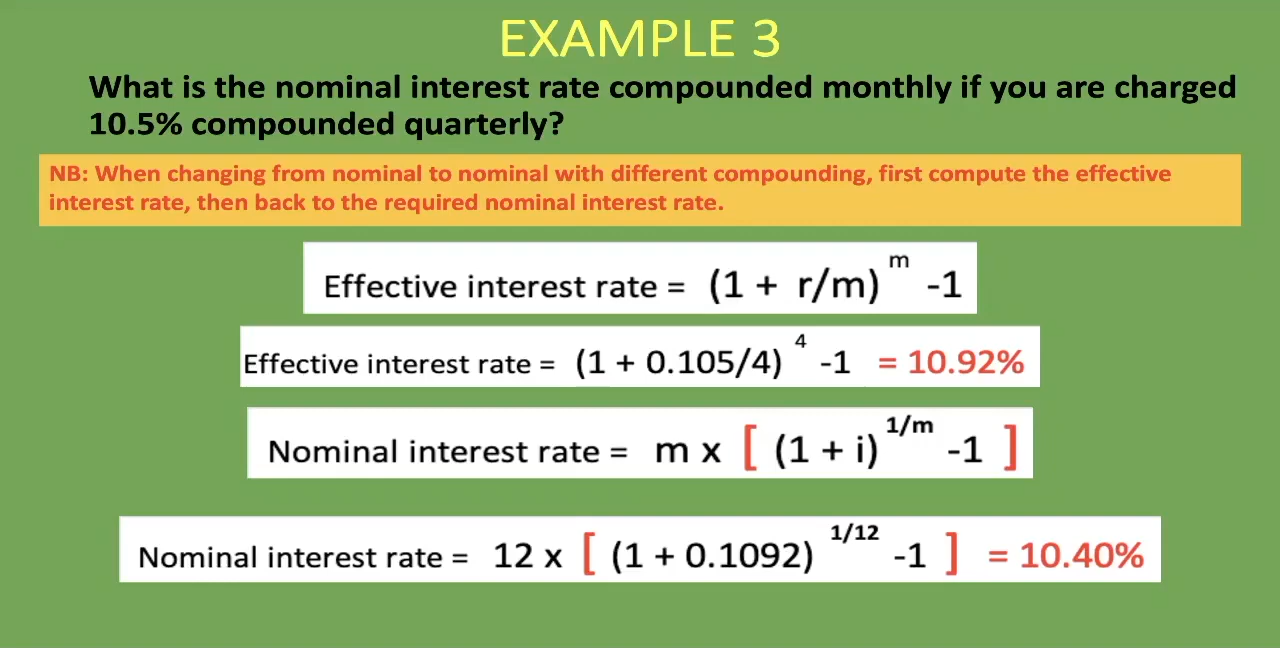 EXAMPLE 3
What is the nominal interest rate compounded monthly if you are charged
10.5% compounded quarterly?
NB: When changing from nominal to nominal with different compounding, first compute the effective
interest rate, then back to the required nominal interest rate.
Effective interest rate = (1 + r/m)^m -1
Effective interest rate = (1 + 0.105/4)^4 -1 = 10.92%
Nominal interest rate = m x [ (1 + i)^1/m -1 ]
Nominal interest rate = 12 x [ (1 + 0.1092)^1/12 -1 ] = 10.40%